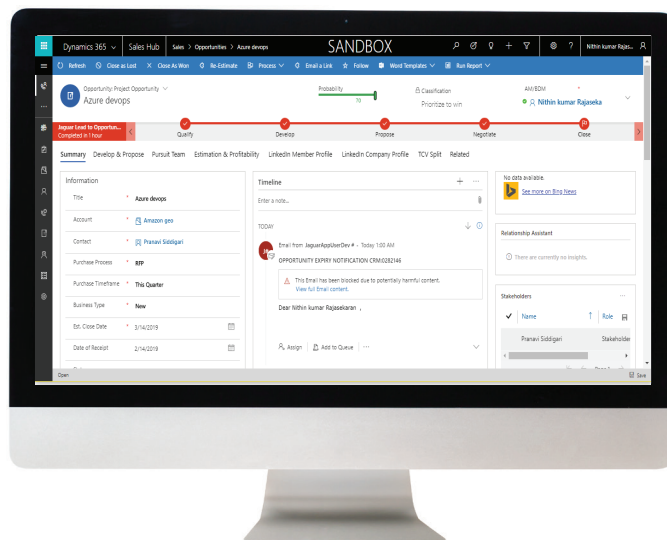 Dynamics 365 Sales Hub Sales > Opportunities > Azure devops SANDBOX Nithin kumar Rajas...
Refresh Close as Lost Close As Won Re-Estimate Process Email a Link Follow Word Templates Run Report
Opportunity: Project Opportunity
Azure devops
Probability
70
Classification
Prioritize to win
AM/BDM *
Nithin kumar Rajaseka
Jaguar Lead to Opportun...
Completed in 1 hour
Qualify Develop Propose Negotiate Close
Summary Develop & Propose Pursuit Team Estimation & Profitability LinkedIn Member Profile LinkedIn Company Profile TCV Split Related
Information
Title * Azure devops
Account * Amazon geo
Contact * Pranavi Siddigari
Purchase Process * RFP
Purchase Timeframe * This Quarter
Business Type * New
Est. Close Date * 3/14/2019
Date of Receipt 2/14/2019
Timeline
Enter a note...
TODAY
Email from JaguarAppUserDev # - Today 1:00 AM
OPPORTUNITY EXPIRY NOTIFICATION CRM:0282146
This Email has been blocked due to potentially harmful content.
View full Email content.
Dear Nithin kumar Rajasekaran ,
Assign Add to Queue ...
No data available.
See more on Bing News
Relationship Assistant
There are currently no insights.
Stakeholders ...
Name Role
Pranavi Siddigari Stakeholder
Open Save